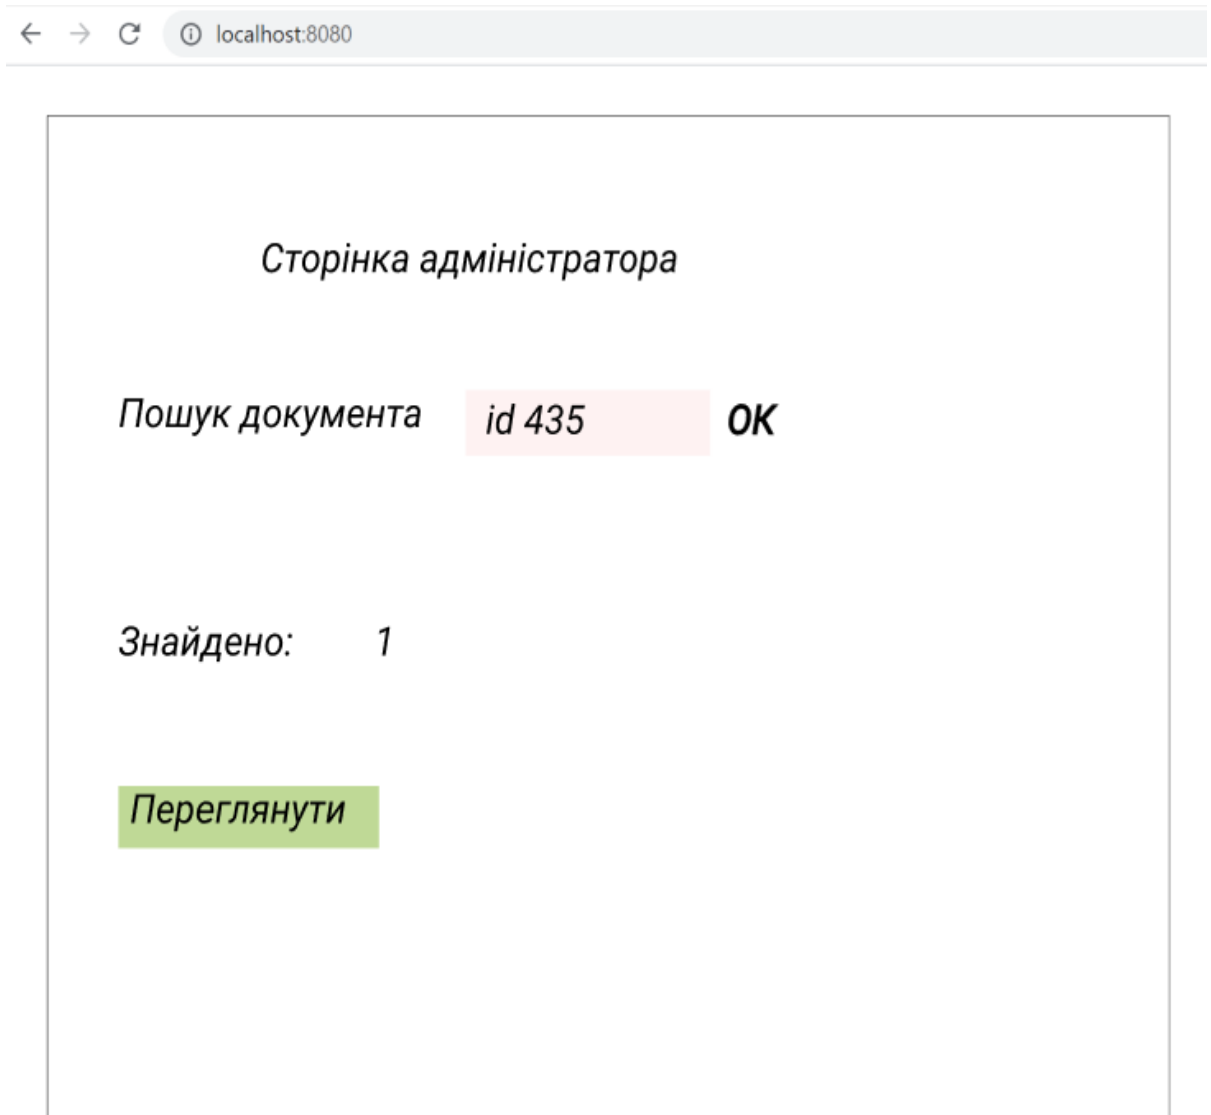 localhost:8080
Сторінка адміністратора
Пошук документа id 435 OK
Знайдено: 1
Переглянути